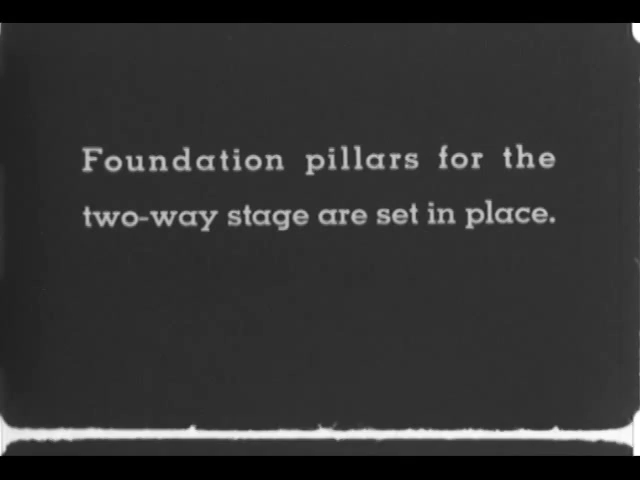 Foundation pillars for the
two-way stage are set in place.